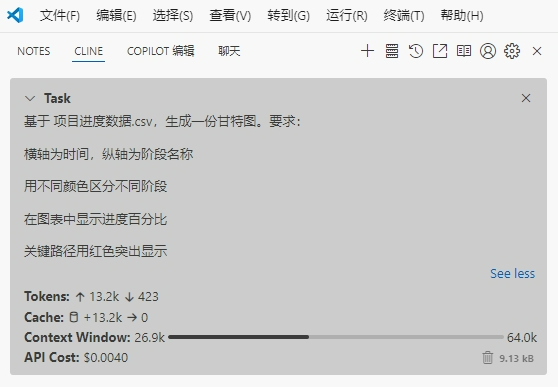 文件(F) 编辑(E) 选择(S) 查看(V) 转到(G) 运行(R) 终端(T) 帮助(H)
NOTES CLINE COPILOT 编辑 聊天
Task
基于 项目进度数据.csv，生成一份甘特图。要求：
横轴为时间，纵轴为阶段名称
用不同颜色区分不同阶段
在图表中显示进度百分比
关键路径用红色突出显示
See less
Tokens: ↑ 13.2k ↓ 423
Cache: +13.2k → 0
Context Window: 26.9k 64.0k
API Cost: $0.0040 9.13 kB